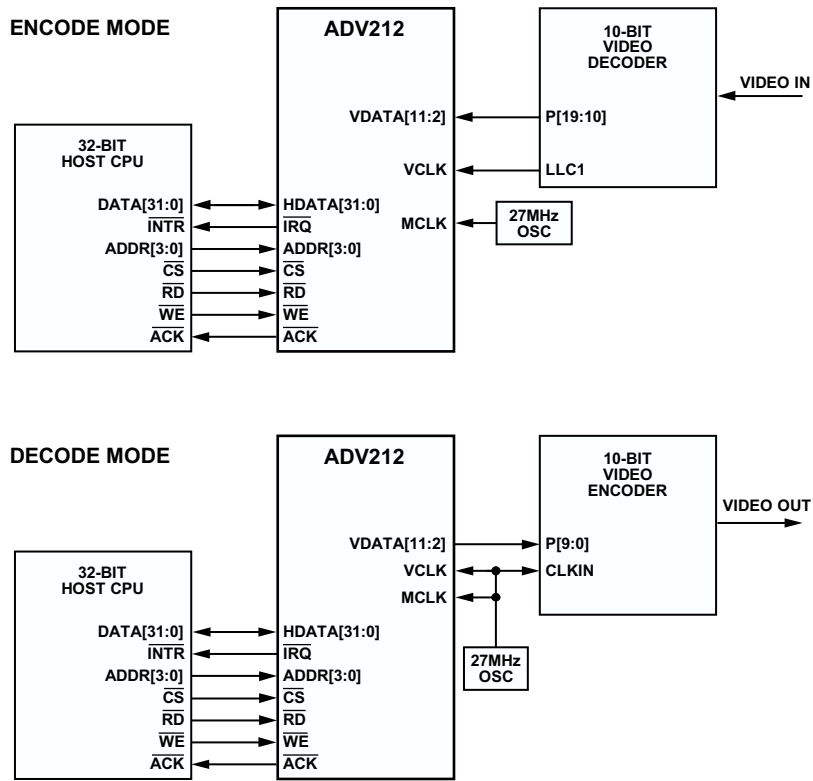 ENCODE MODE
ADV212
10-BIT
VIDEO
DECODER
VIDEO IN
VDATA[11:2]
P[19:10]
32-BIT
HOST CPU
VCLK
LLC1
DATA[31:0]
HDATA[31:0]
MCLK
27MHz
OSC
INTR
IRQ
ADDR[3:0]
ADDR[3:0]
CS
CS
RD
RD
WE
WE
ACK
ACK
DECODE MODE
ADV212
10-BIT
VIDEO
ENCODER
VIDEO OUT
VDATA[11:2]
P[9:0]
VCLK
CLKIN
32-BIT
HOST CPU
MCLK
DATA[31:0]
HDATA[31:0]
INTR
IRQ
27MHz
OSC
ADDR[3:0]
ADDR[3:0]
CS
CS
RD
RD
WE
WE
ACK
ACK